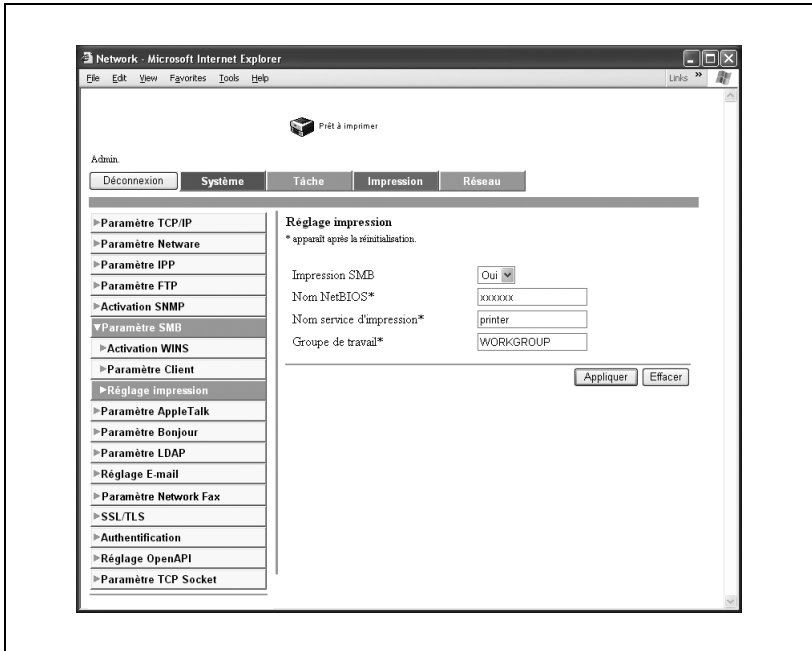 Network - Microsoft Internet Explorer
File Edit View Favorites Tools Help
Links »
Prêt à imprimer
Admin.
Déconnexion
Système
Tâche
Impression
Réseau
Paramètre TCP/IP
Paramètre Netware
Paramètre IPP
Paramètre FTP
Activation SNMP
Paramètre SMB
Activation WINS
Paramètre Client
Réglage impression
Paramètre AppleTalk
Paramètre Bonjour
Paramètre LDAP
Réglage E-mail
Paramètre Network Fax
SSL/TLS
Authentification
Réglage OpenAPI
Paramètre TCP Socket
Réglage impression
* apparaît après la réinitialisation.
Impression SMB Oui
Nom NetBIOS* xxxxxx
Nom service d'impression* printer
Groupe de travail* WORKGROUP
Appliquer Effacer